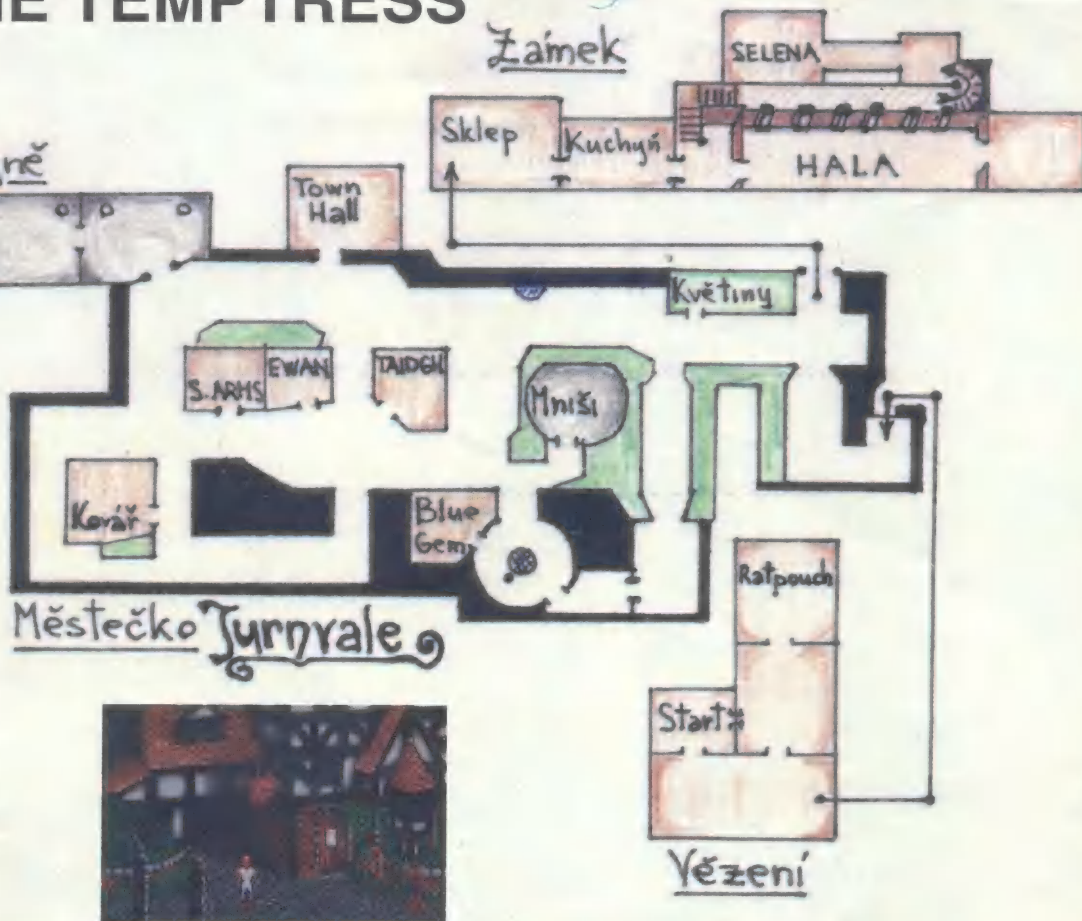 TEMPTRESS
Zámek
SELENA
Sklep
Kuchyň
HALA
ně
Town
Hall
Květiny
S.ARMS
EWAN
TAIDGH
Mniši
Kovář
Blue
Gem
Ratpouch
Městečko Turnvale
Start
Vězení